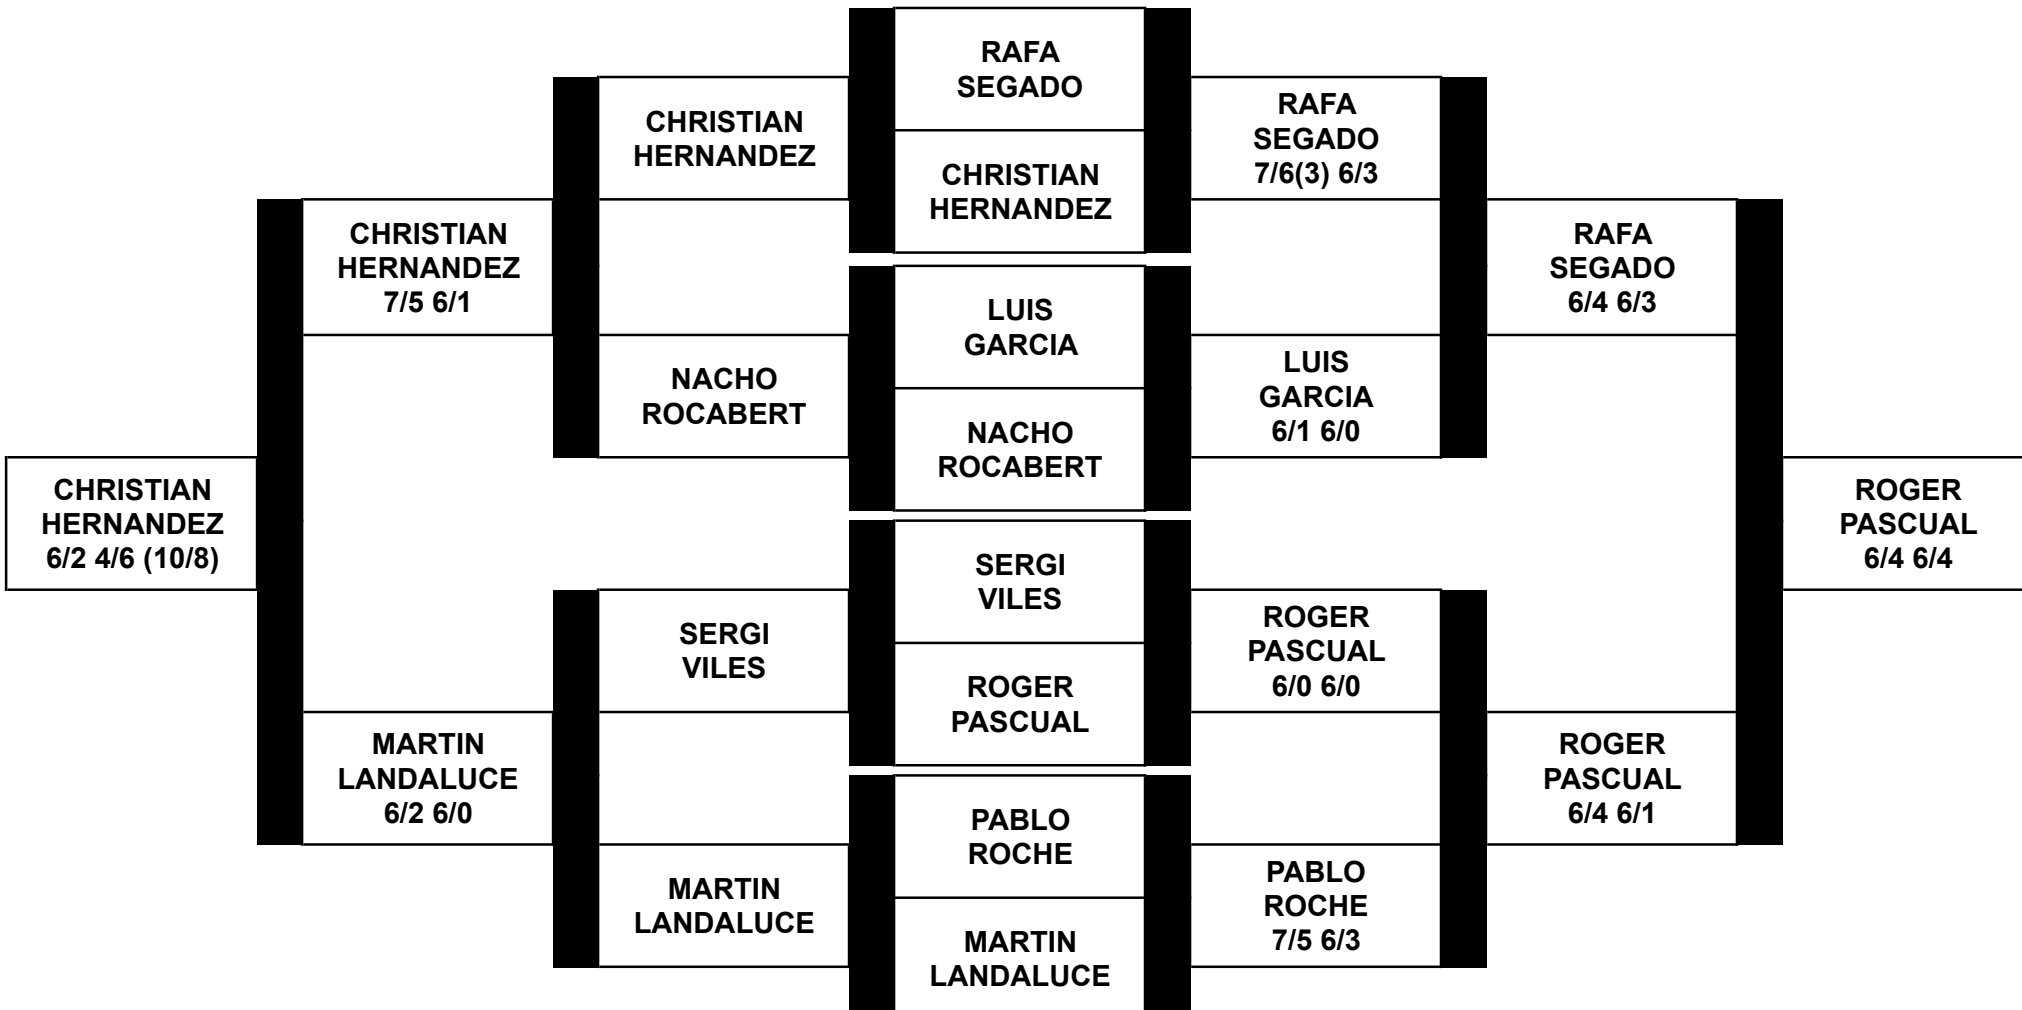 RAFA
SEGADO
CHRISTIAN
HERNANDEZ
RAFA
SEGADO
7/6(3) 6/3
CHRISTIAN
HERNANDEZ
CHRISTIAN
HERNANDEZ
7/5 6/1
RAFA
SEGADO
6/4 6/3
LUIS
GARCIA
NACHO
ROCABERT
LUIS
GARCIA
6/1 6/0
NACHO
ROCABERT
CHRISTIAN
HERNANDEZ
6/2 4/6 (10/8)
ROGER
PASCUAL
6/4 6/4
SERGI
VILES
SERGI
VILES
ROGER
PASCUAL
6/0 6/0
ROGER
PASCUAL
MARTIN
LANDALUCE
6/2 6/0
ROGER
PASCUAL
6/4 6/1
PABLO
ROCHE
MARTIN
LANDALUCE
PABLO
ROCHE
7/5 6/3
MARTIN
LANDALUCE